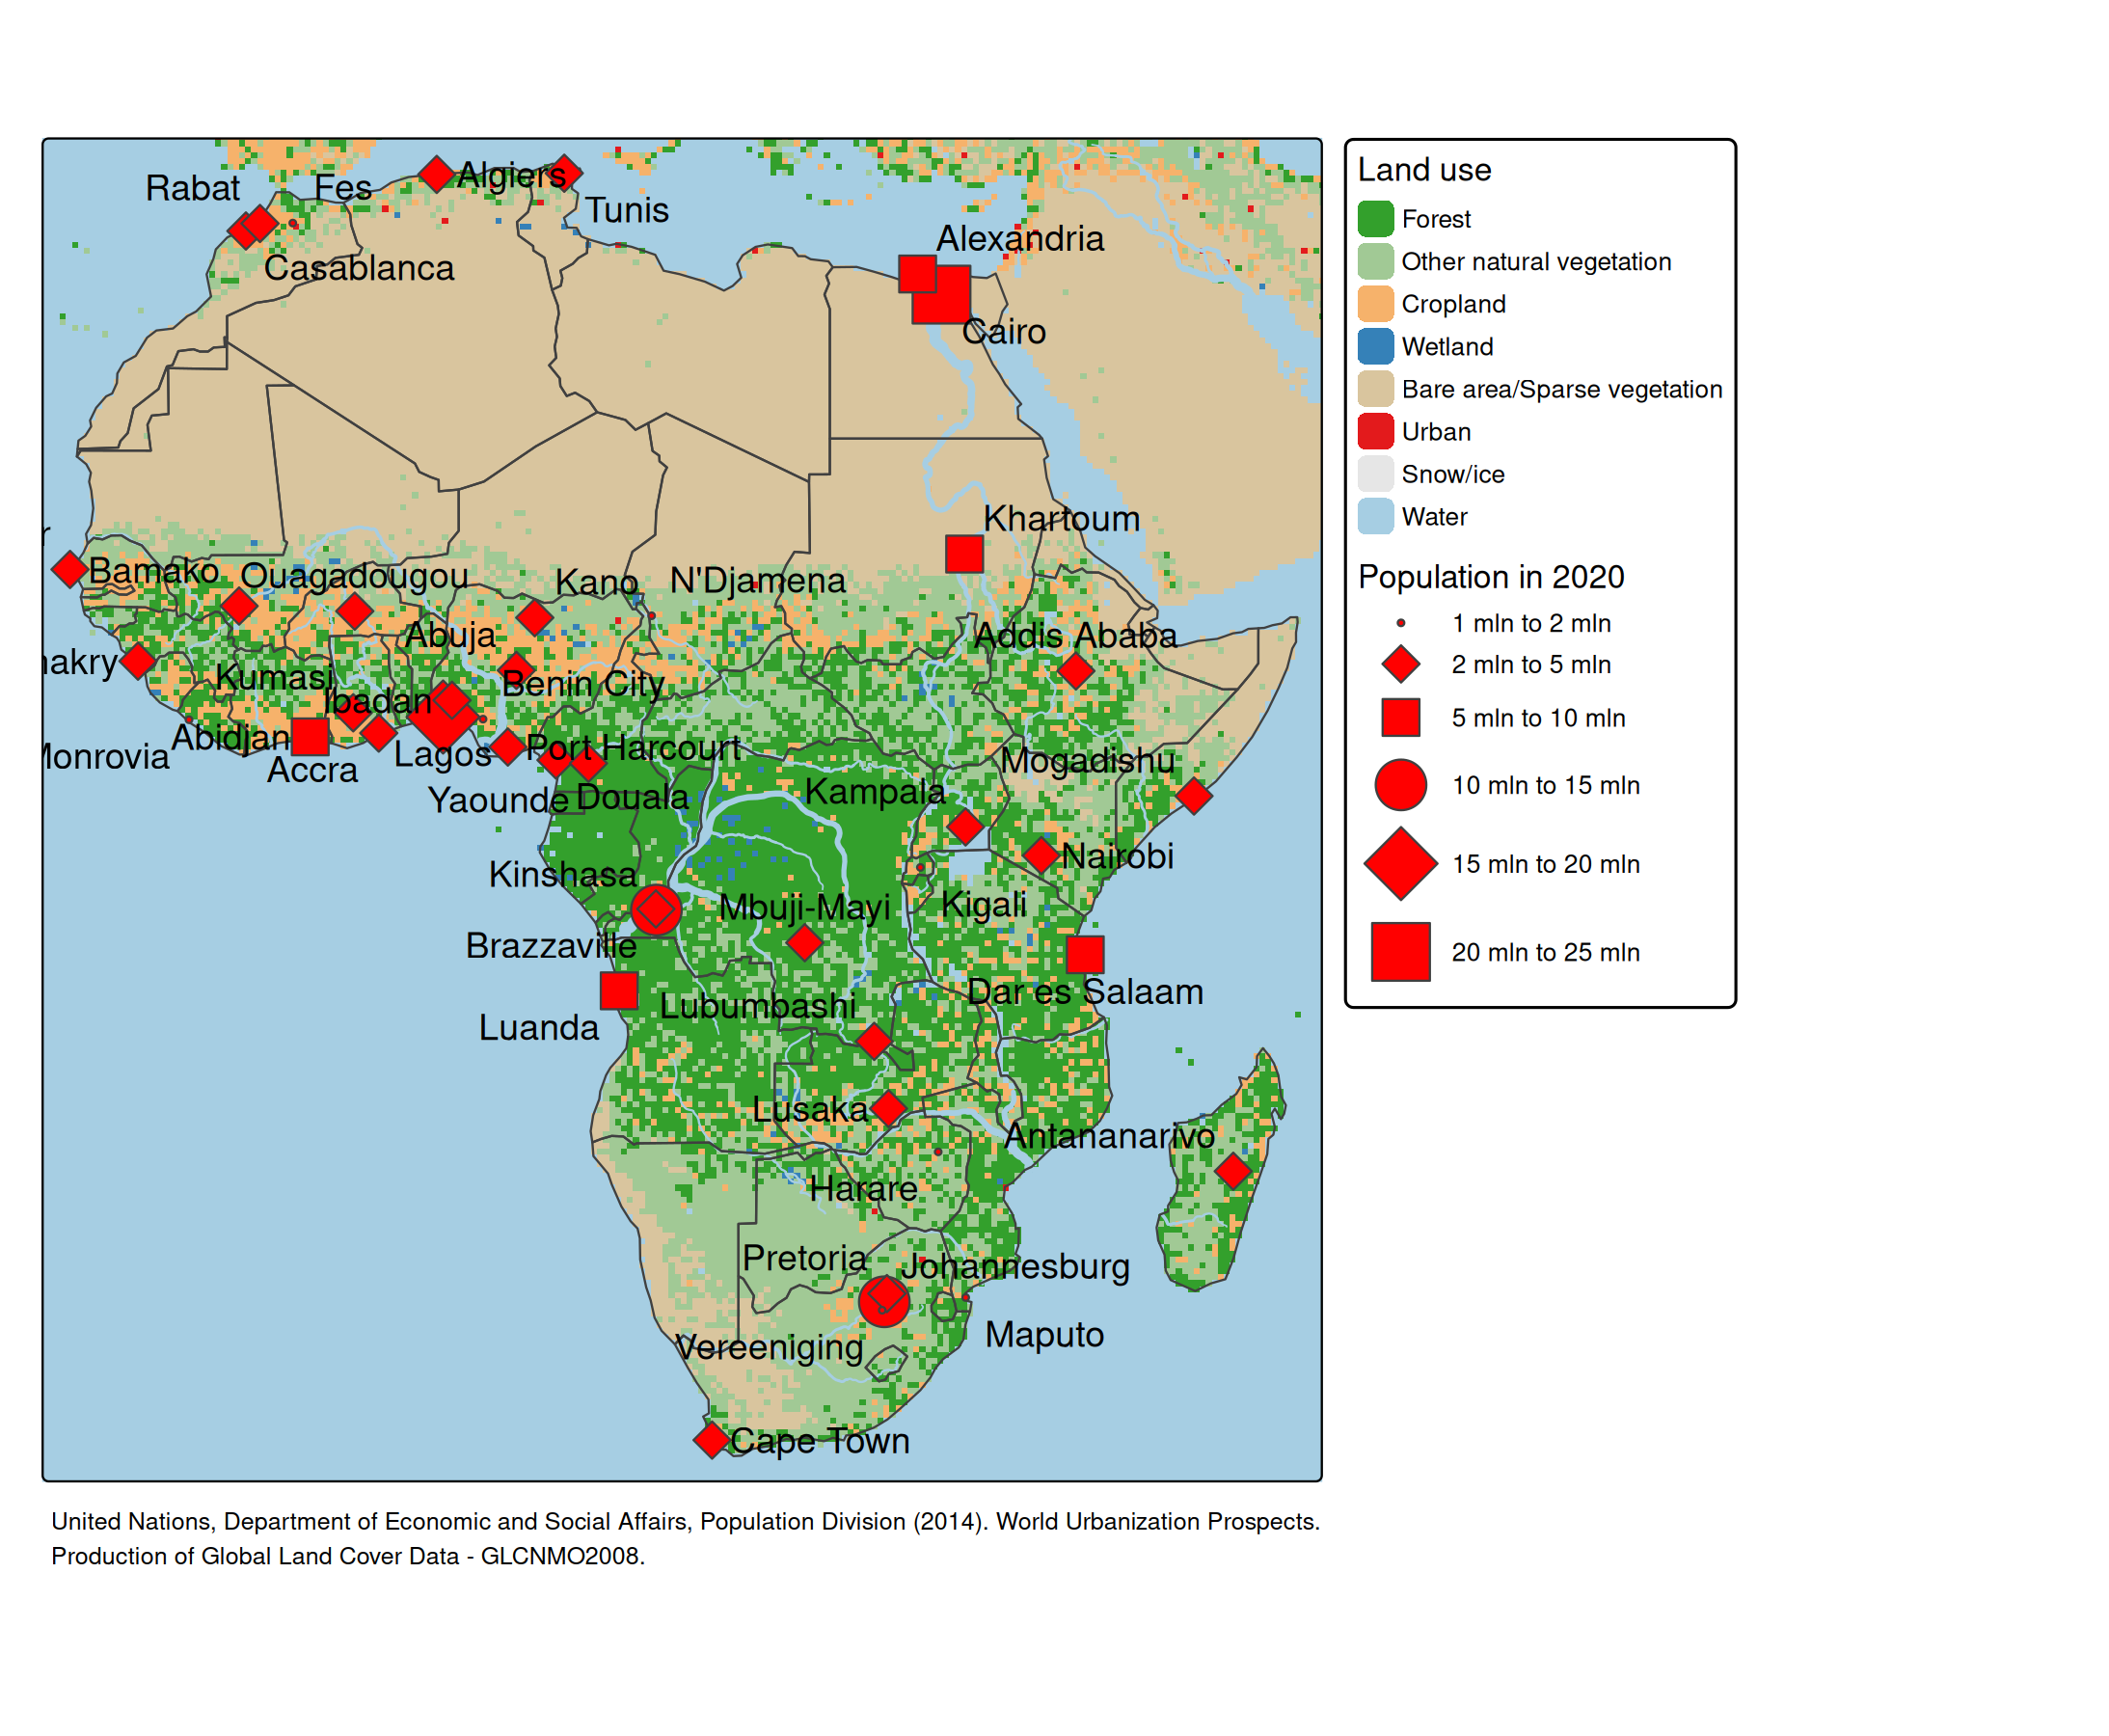 Rabat
Fes
Algiers
Tunis
Casablanca
Alexandria
Cairo
Khartoum
r
Bamako
Ouagadougou
Kano
N'Djamena
Abuja
Addis Ababa
nakry
Kumasi
Benin City
Ibadan
Abidjan
Monrovia
Accra
Lagos
Port Harcourt
Mogadishu
Yaounde
Douala
Kampala
Nairobi
Kinshasa
Mbuji-Mayi
Kigali
Brazzaville
Dar es Salaam
Lubumbashi
Luanda
Lusaka
Antananarivo
Harare
Pretoria
Johannesburg
Maputo
Vereeniging
Cape Town
Land use
Forest
Other natural vegetation
Cropland
Wetland
Bare area/Sparse vegetation
Urban
Snow/ice
Water
Population in 2020
1 mln to 2 mln
2 mln to 5 mln
5 mln to 10 mln
10 mln to 15 mln
15 mln to 20 mln
20 mln to 25 mln
United Nations, Department of Economic and Social Affairs, Population Division (2014). World Urbanization Prospects.
Production of Global Land Cover Data - GLCNMO2008.